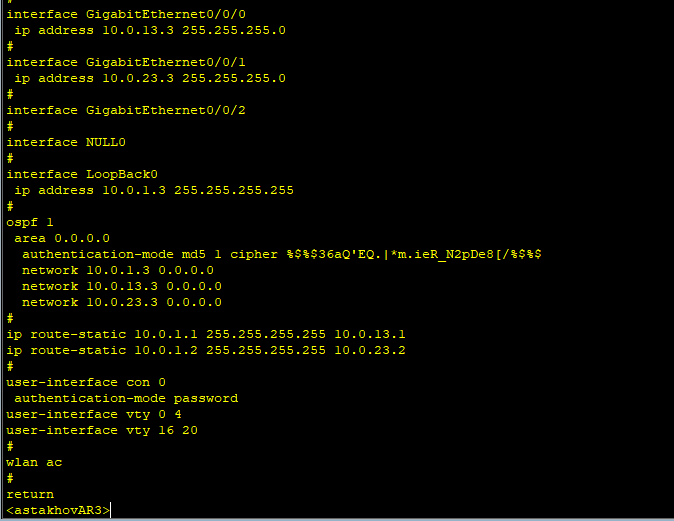 #
interface GigabitEthernet0/0/0
 ip address 10.0.13.3 255.255.255.0
#
interface GigabitEthernet0/0/1
 ip address 10.0.23.3 255.255.255.0
#
interface GigabitEthernet0/0/2
#
interface NULL0
#
interface LoopBack0
 ip address 10.0.1.3 255.255.255.255
#
ospf 1
 area 0.0.0.0
  authentication-mode md5 1 cipher %$%$36aQ'EQ.|*m.ieR_N2pDe8[/%$%$
  network 10.0.1.3 0.0.0.0
  network 10.0.13.3 0.0.0.0
  network 10.0.23.3 0.0.0.0
#
ip route-static 10.0.1.1 255.255.255.255 10.0.13.1
ip route-static 10.0.1.2 255.255.255.255 10.0.23.2
#
user-interface con 0
 authentication-mode password
user-interface vty 0 4
user-interface vty 16 20
#
wlan ac
#
return
<astakhovAR3>